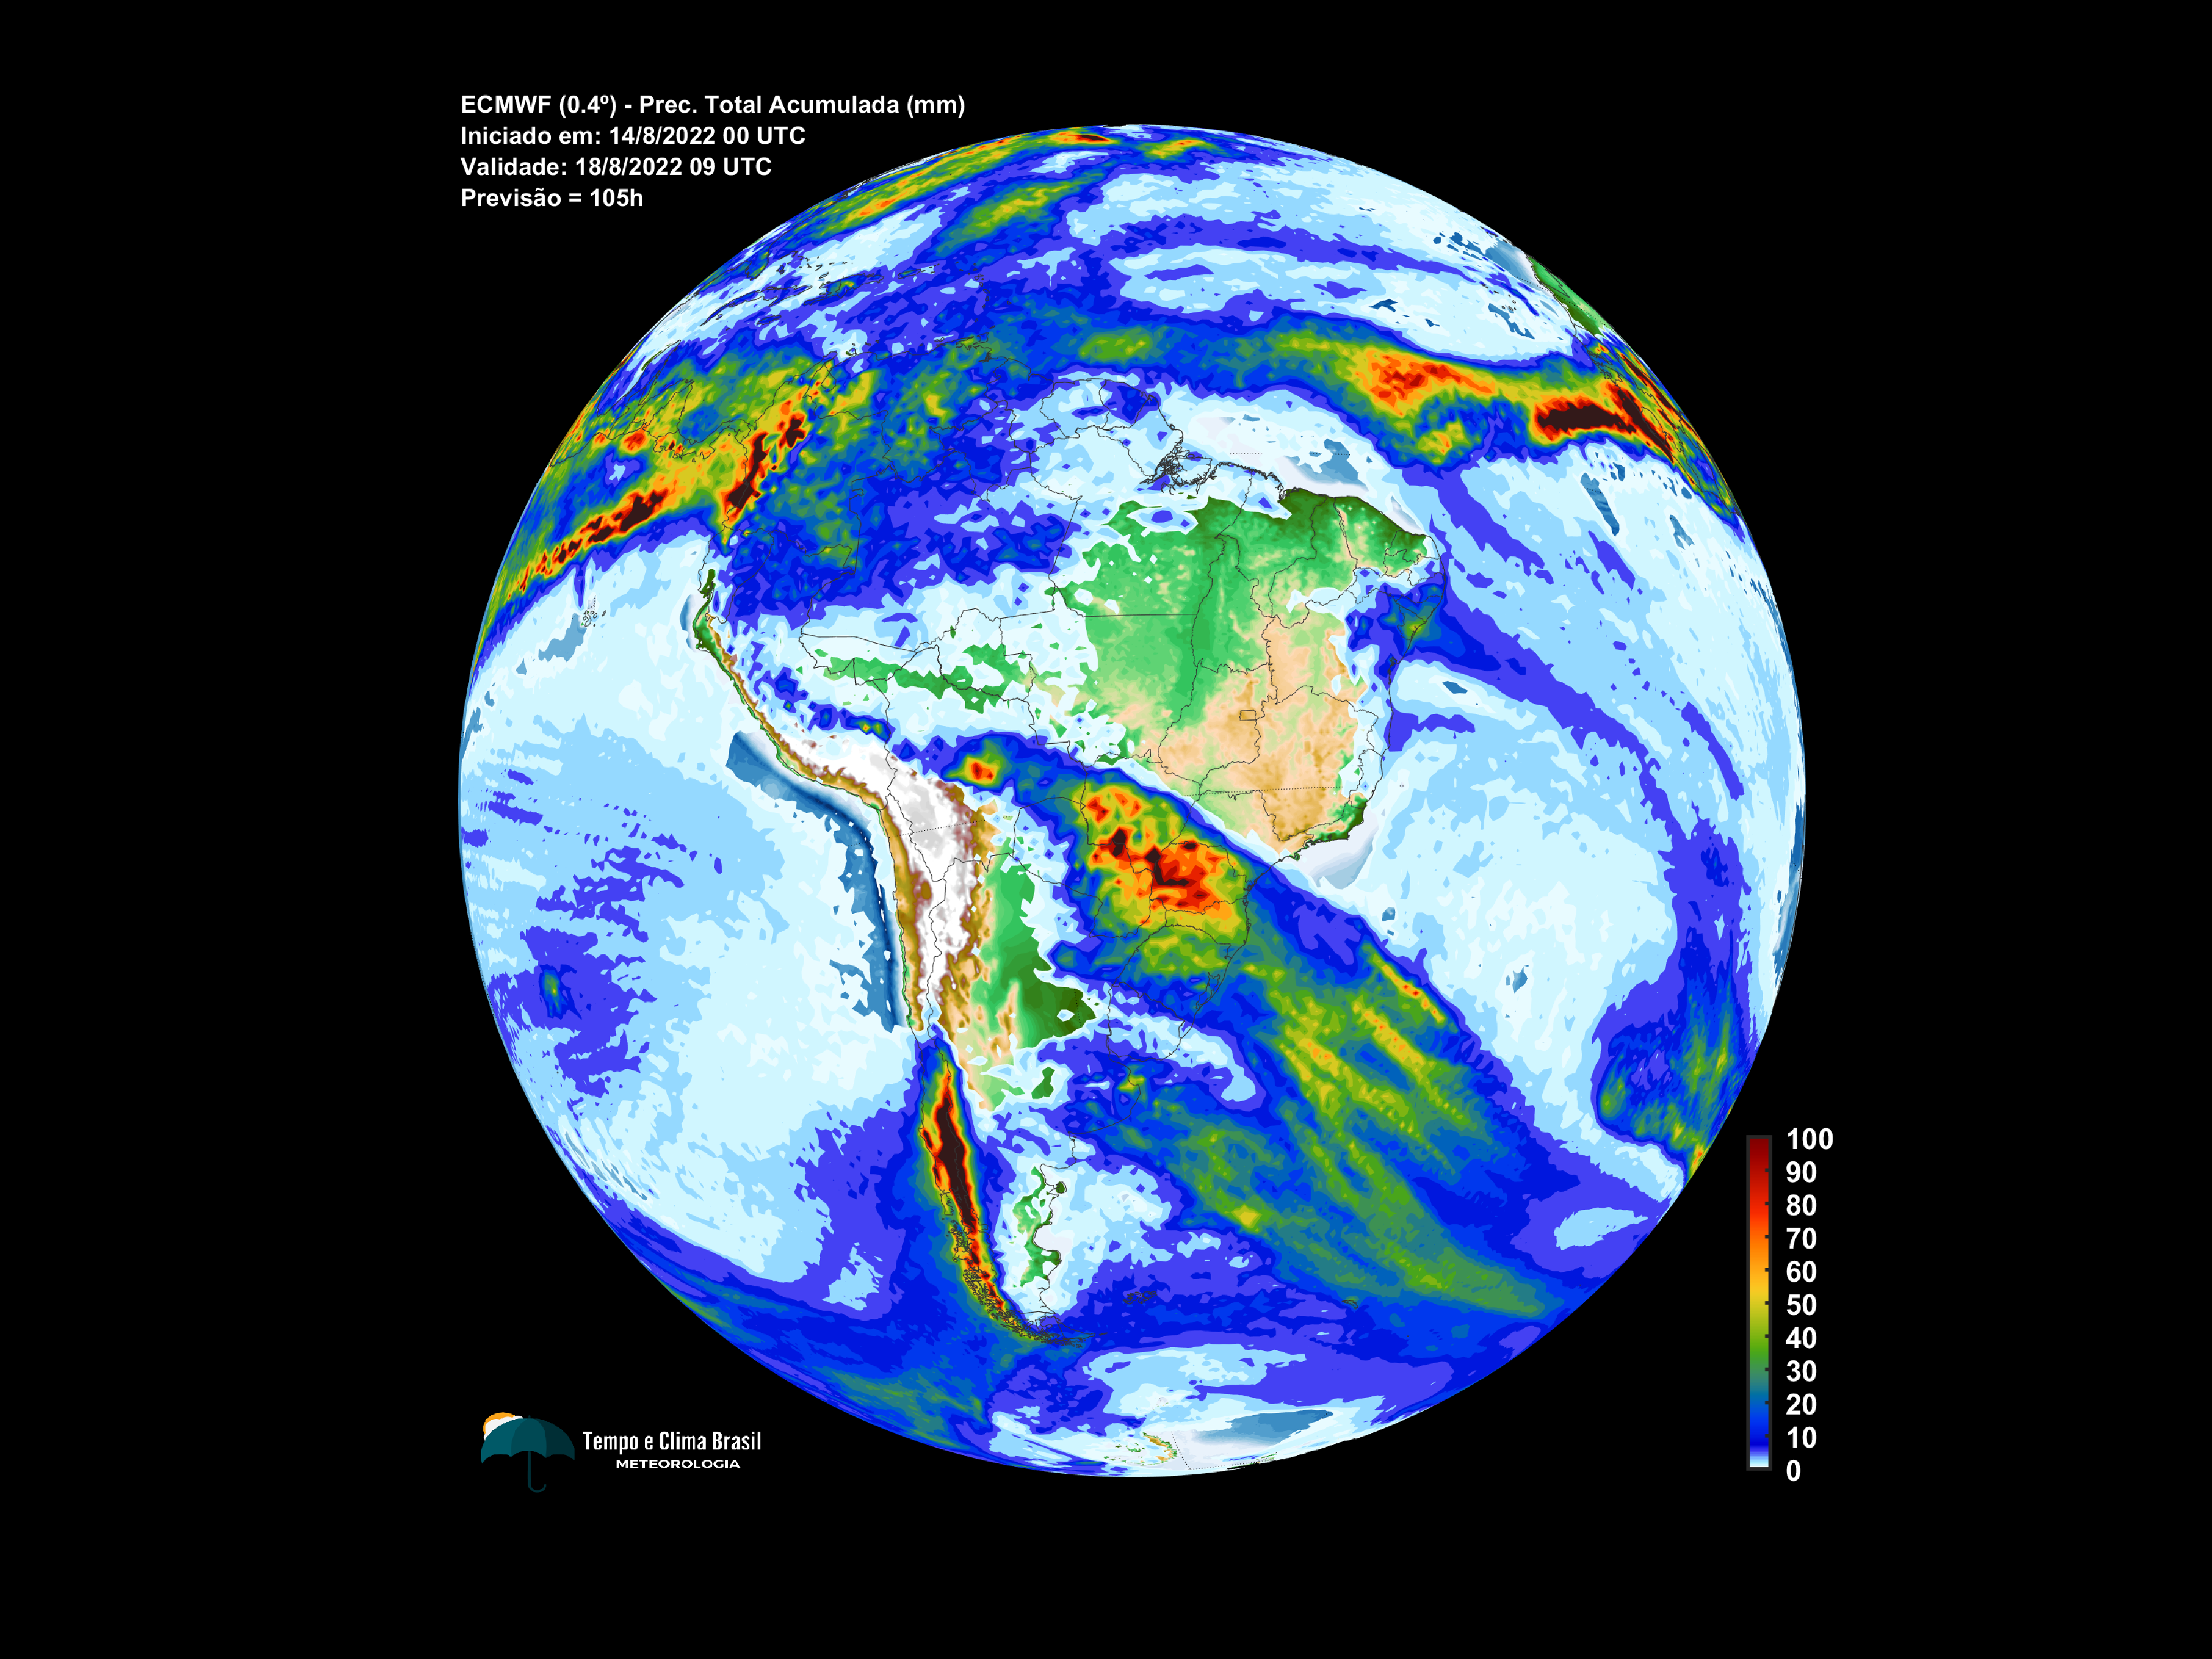 ECMWF (0.4º) - Prec. Total Acumulada (mm)
Iniciado em: 14/8/2022 00 UTC
Validade: 18/8/2022 09 UTC
Previsão = 105h
100
90
80
70
60
50
40
30
20
10
0
Tempo e Clima Brasil
METEOROLOGIA